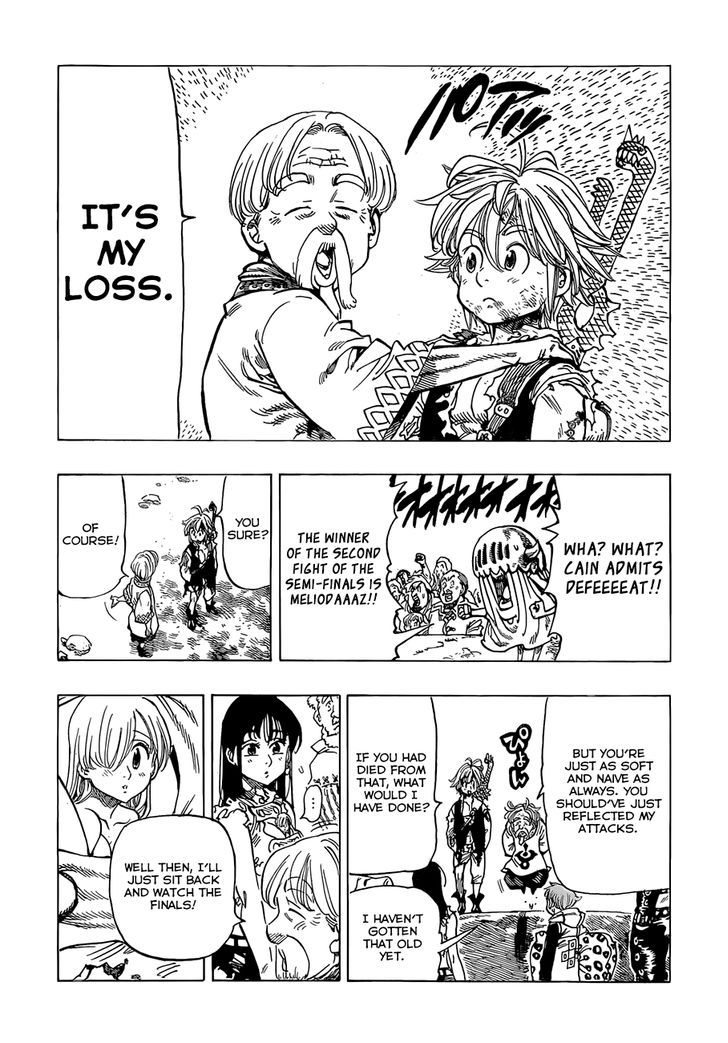 IT'S
MY
LOSS.
WHA? WHAT?
CAIN ADMITS
DEFEEEEAT!!
THE WINNER
OF THE SECOND
FIGHT OF THE
SEMI-FINALS IS
MELIODAAAZ!!
YOU
SURE?
OF
COURSE!
BUT YOU'RE
JUST AS SOFT
AND NAIVE AS
ALWAYS. YOU
SHOULD'VE JUST
REFLECTED MY
ATTACKS.
ぴょん
IF YOU HAD
DIED FROM
THAT, WHAT
WOULD I
HAVE DONE?
I HAVEN'T
GOTTEN
THAT OLD
YET.
...
WELL THEN, I'LL
JUST SIT BACK
AND WATCH THE
FINALS!